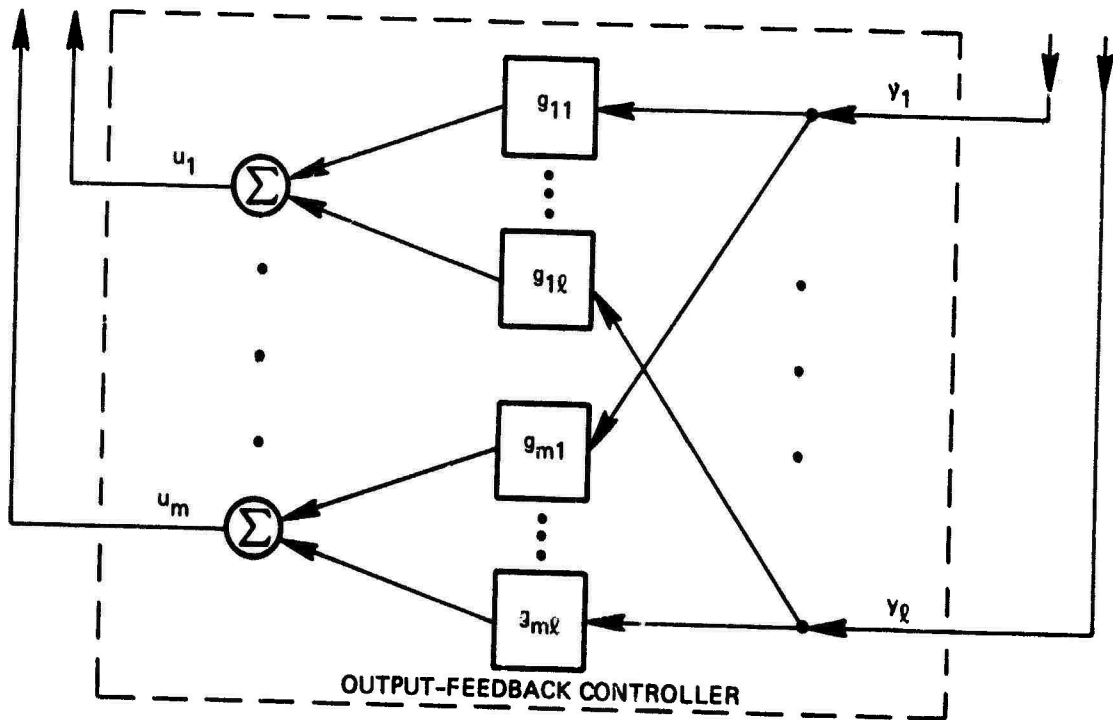 g11
y1
u1
Σ
g1ℓ
gm1
um
Σ
gmℓ
yℓ
OUTPUT-FEEDBACK CONTROLLER